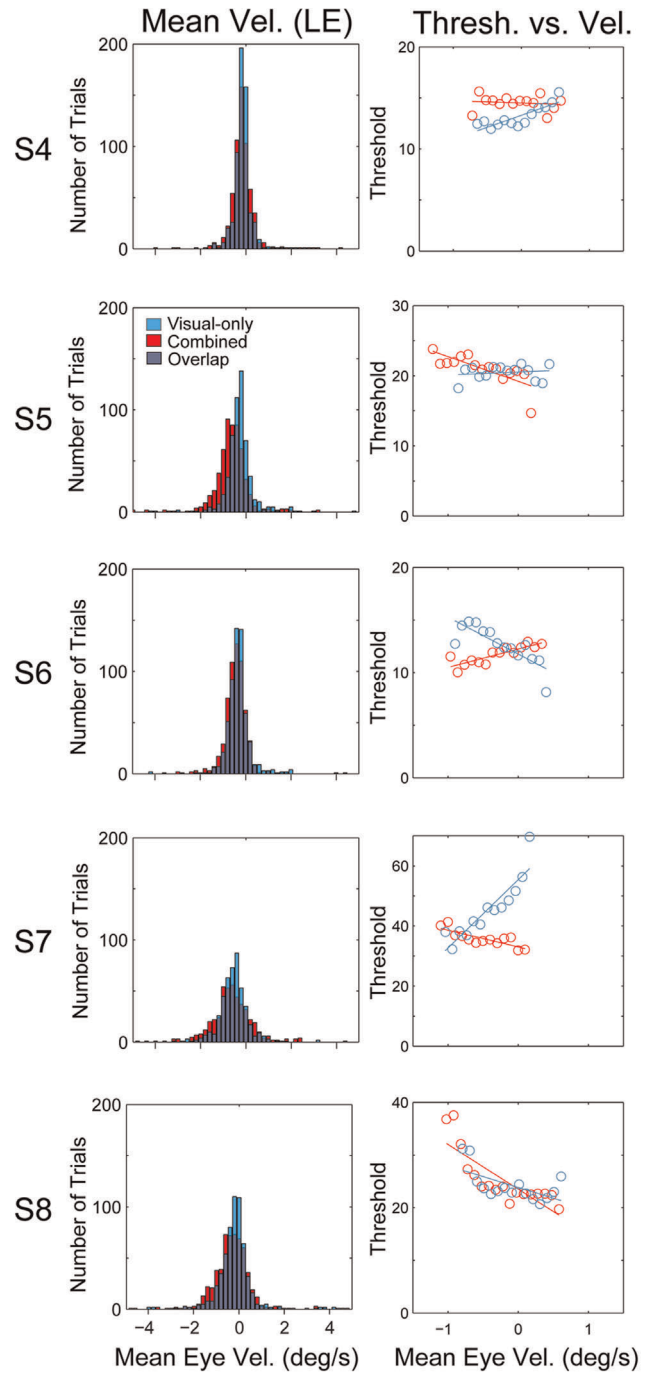 Mean Vel. (LE) Thresh. vs. Vel.
S4
Number of Trials
200
100
0
Threshold
20
10
0
S5
Number of Trials
200
100
0
Visual-only
Combined
Overlap
Threshold
30
20
10
0
S6
Number of Trials
200
100
0
Threshold
20
10
0
S7
Number of Trials
200
100
0
Threshold
60
40
20
0
S8
Number of Trials
200
100
0
−4 −2 0 2 4
Mean Eye Vel. (deg/s)
Threshold
40
20
0
−1 0 1
Mean Eye Vel. (deg/s)